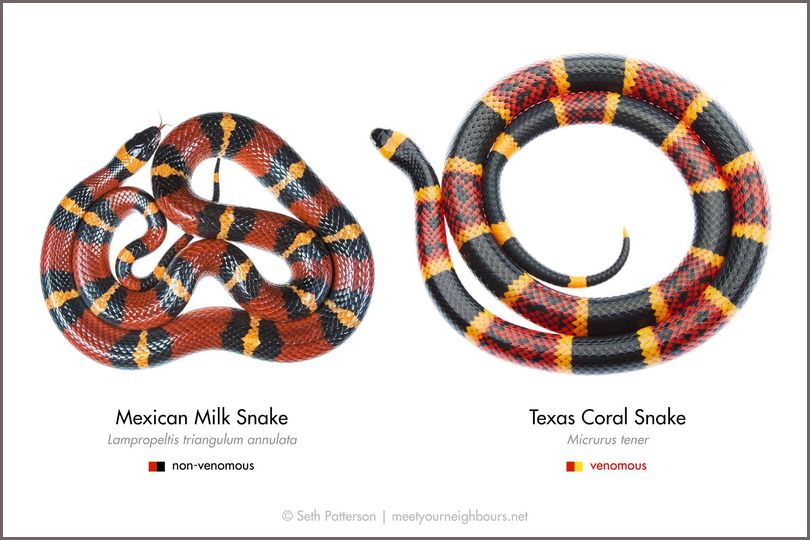 Mexican Milk Snake
Lampropeltis triangulum annulata
non-venomous
Texas Coral Snake
Micrurus tener
venomous
© Seth Patterson | meetyourneighbours.net